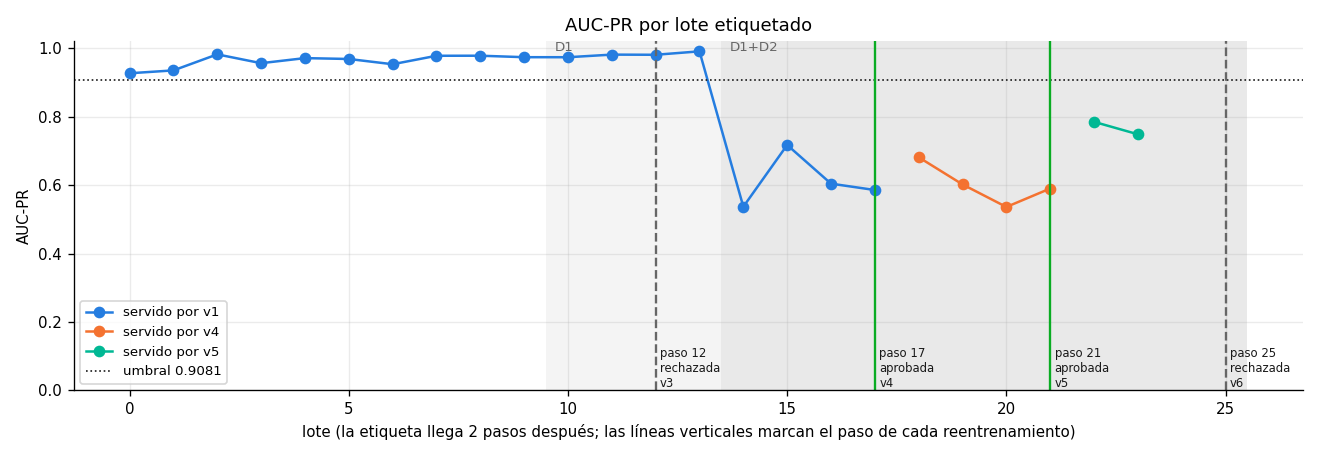 AUC-PR por lote etiquetado
D1
D1+D2
1.0
0.8
0.6
0.4
0.2
0.0
AUC-PR
servido por v1
servido por v4
servido por v5
umbral 0.9081
paso 12
rechazada
v3
paso 17
aprobada
v4
paso 21
aprobada
v5
paso 25
rechazada
v6
0
5
10
15
20
25
lote (la etiqueta llega 2 pasos después; las líneas verticales marcan el paso de cada reentrenamiento)